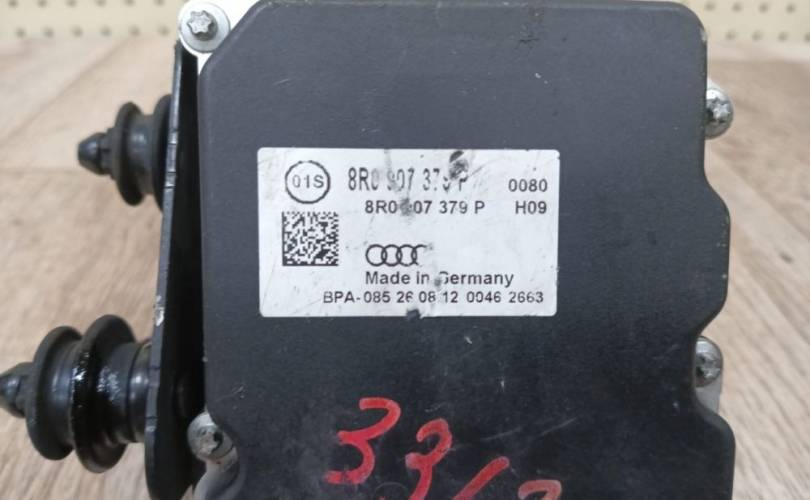 01S
8R0 907 379 P 0080
8R0 907 379 P H09
Made in Germany
BPA-085 26 08 12 0046 2663